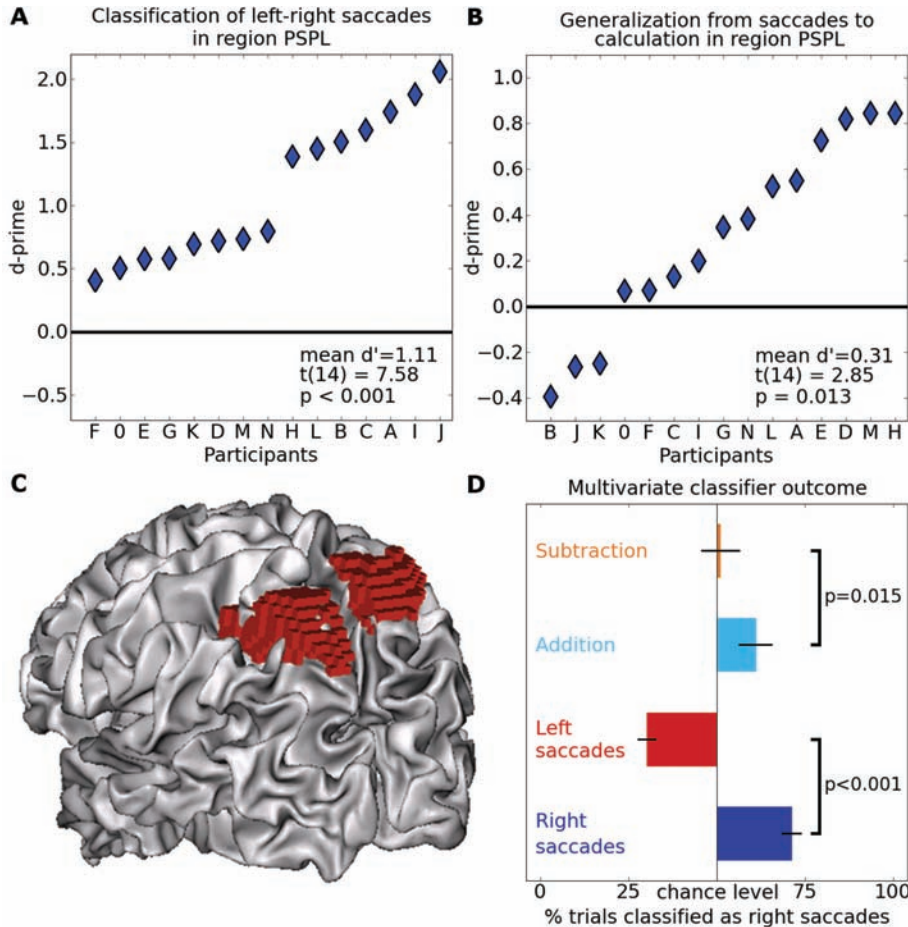 A
Classification of left-right saccades
in region PSPL
2.0
1.5
1.0
0.5
0.0
−0.5
d-prime
mean d'=1.11
t(14) = 7.58
p < 0.001
F 0 E G K D M N H L B C A I J
Participants
B
Generalization from saccades to
calculation in region PSPL
1.0
0.8
0.6
0.4
0.2
0.0
−0.2
−0.4
d-prime
mean d'=0.31
t(14) = 2.85
p = 0.013
B J K 0 F C I G N L A E D M H
Participants
C
D
Multivariate classifier outcome
Subtraction
p=0.015
Addition
Left
saccades
p<0.001
Right
saccades
0 25 chance level 75 100
% trials classified as right saccades